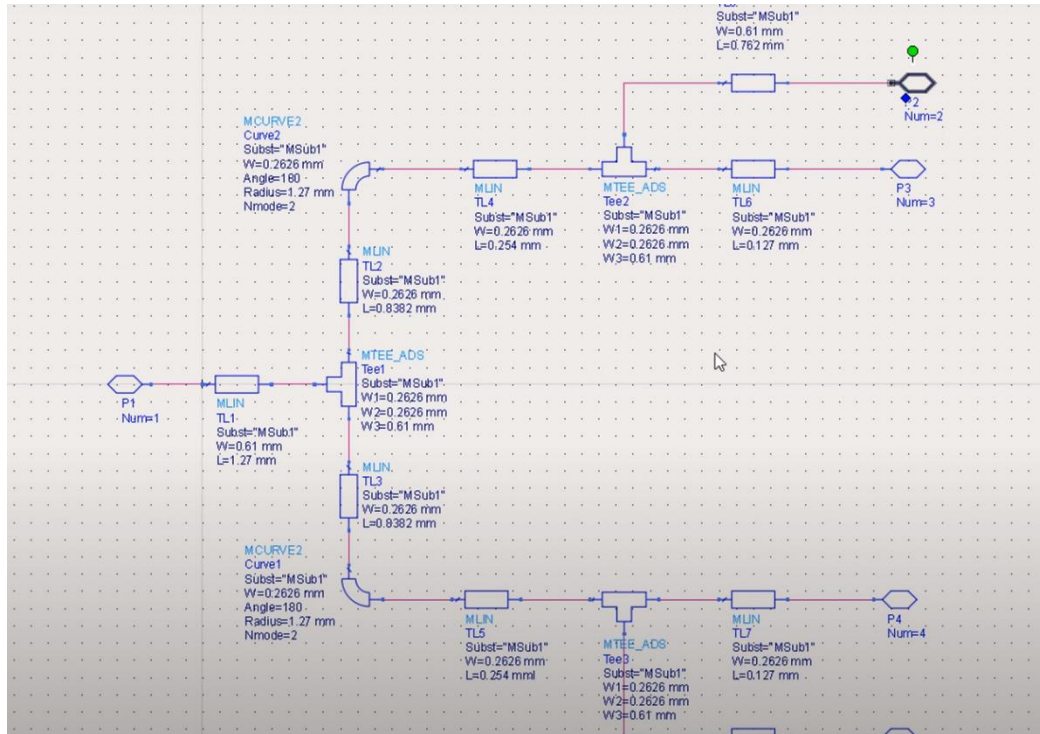 Subst="MSub1"
W=0.61 mm
L=0.762 mm
P2
Num=2
MCURVE2
Curve2
Subst="MSub1"
W=0.2626 mm
Angle=180
Radius=1.27 mm
Nmode=2
MLIN
TL4
Subst="MSub1"
W=0.2626 mm
L=0.254 mm
MTEE_ADS
Tee2
Subst="MSub1"
W1=0.2626 mm
W2=0.2626 mm
W3=0.61 mm
MLIN
TL6
Subst="MSub1"
W=0.2626 mm
L=0.127 mm
P3
Num=3
MLIN
TL2
Subst="MSub1"
W=0.2626 mm
L=0.8382 mm
MTEE_ADS
Tee1
Subst="MSub1"
W1=0.2626 mm
W2=0.2626 mm
W3=0.61 mm
P1
Num=1
MLIN
TL1
Subst="MSub1"
W=0.61 mm
L=1.27 mm
MLIN
TL3
Subst="MSub1"
W=0.2626 mm
L=0.8382 mm
MCURVE2
Curve1
Subst="MSub1"
W=0.2626 mm
Angle=180
Radius=1.27 mm
Nmode=2
MLIN
TL5
Subst="MSub1"
W=0.2626 mm
L=0.254 mml
MTEE_ADS
Tee3
Subst="MSub1"
W1=0.2626 mm
W2=0.2626 mm
W3=0.61 mm
MLIN
TL7
Subst="MSub1"
W=0.2626 mm
L=0.127 mm
P4
Num=4